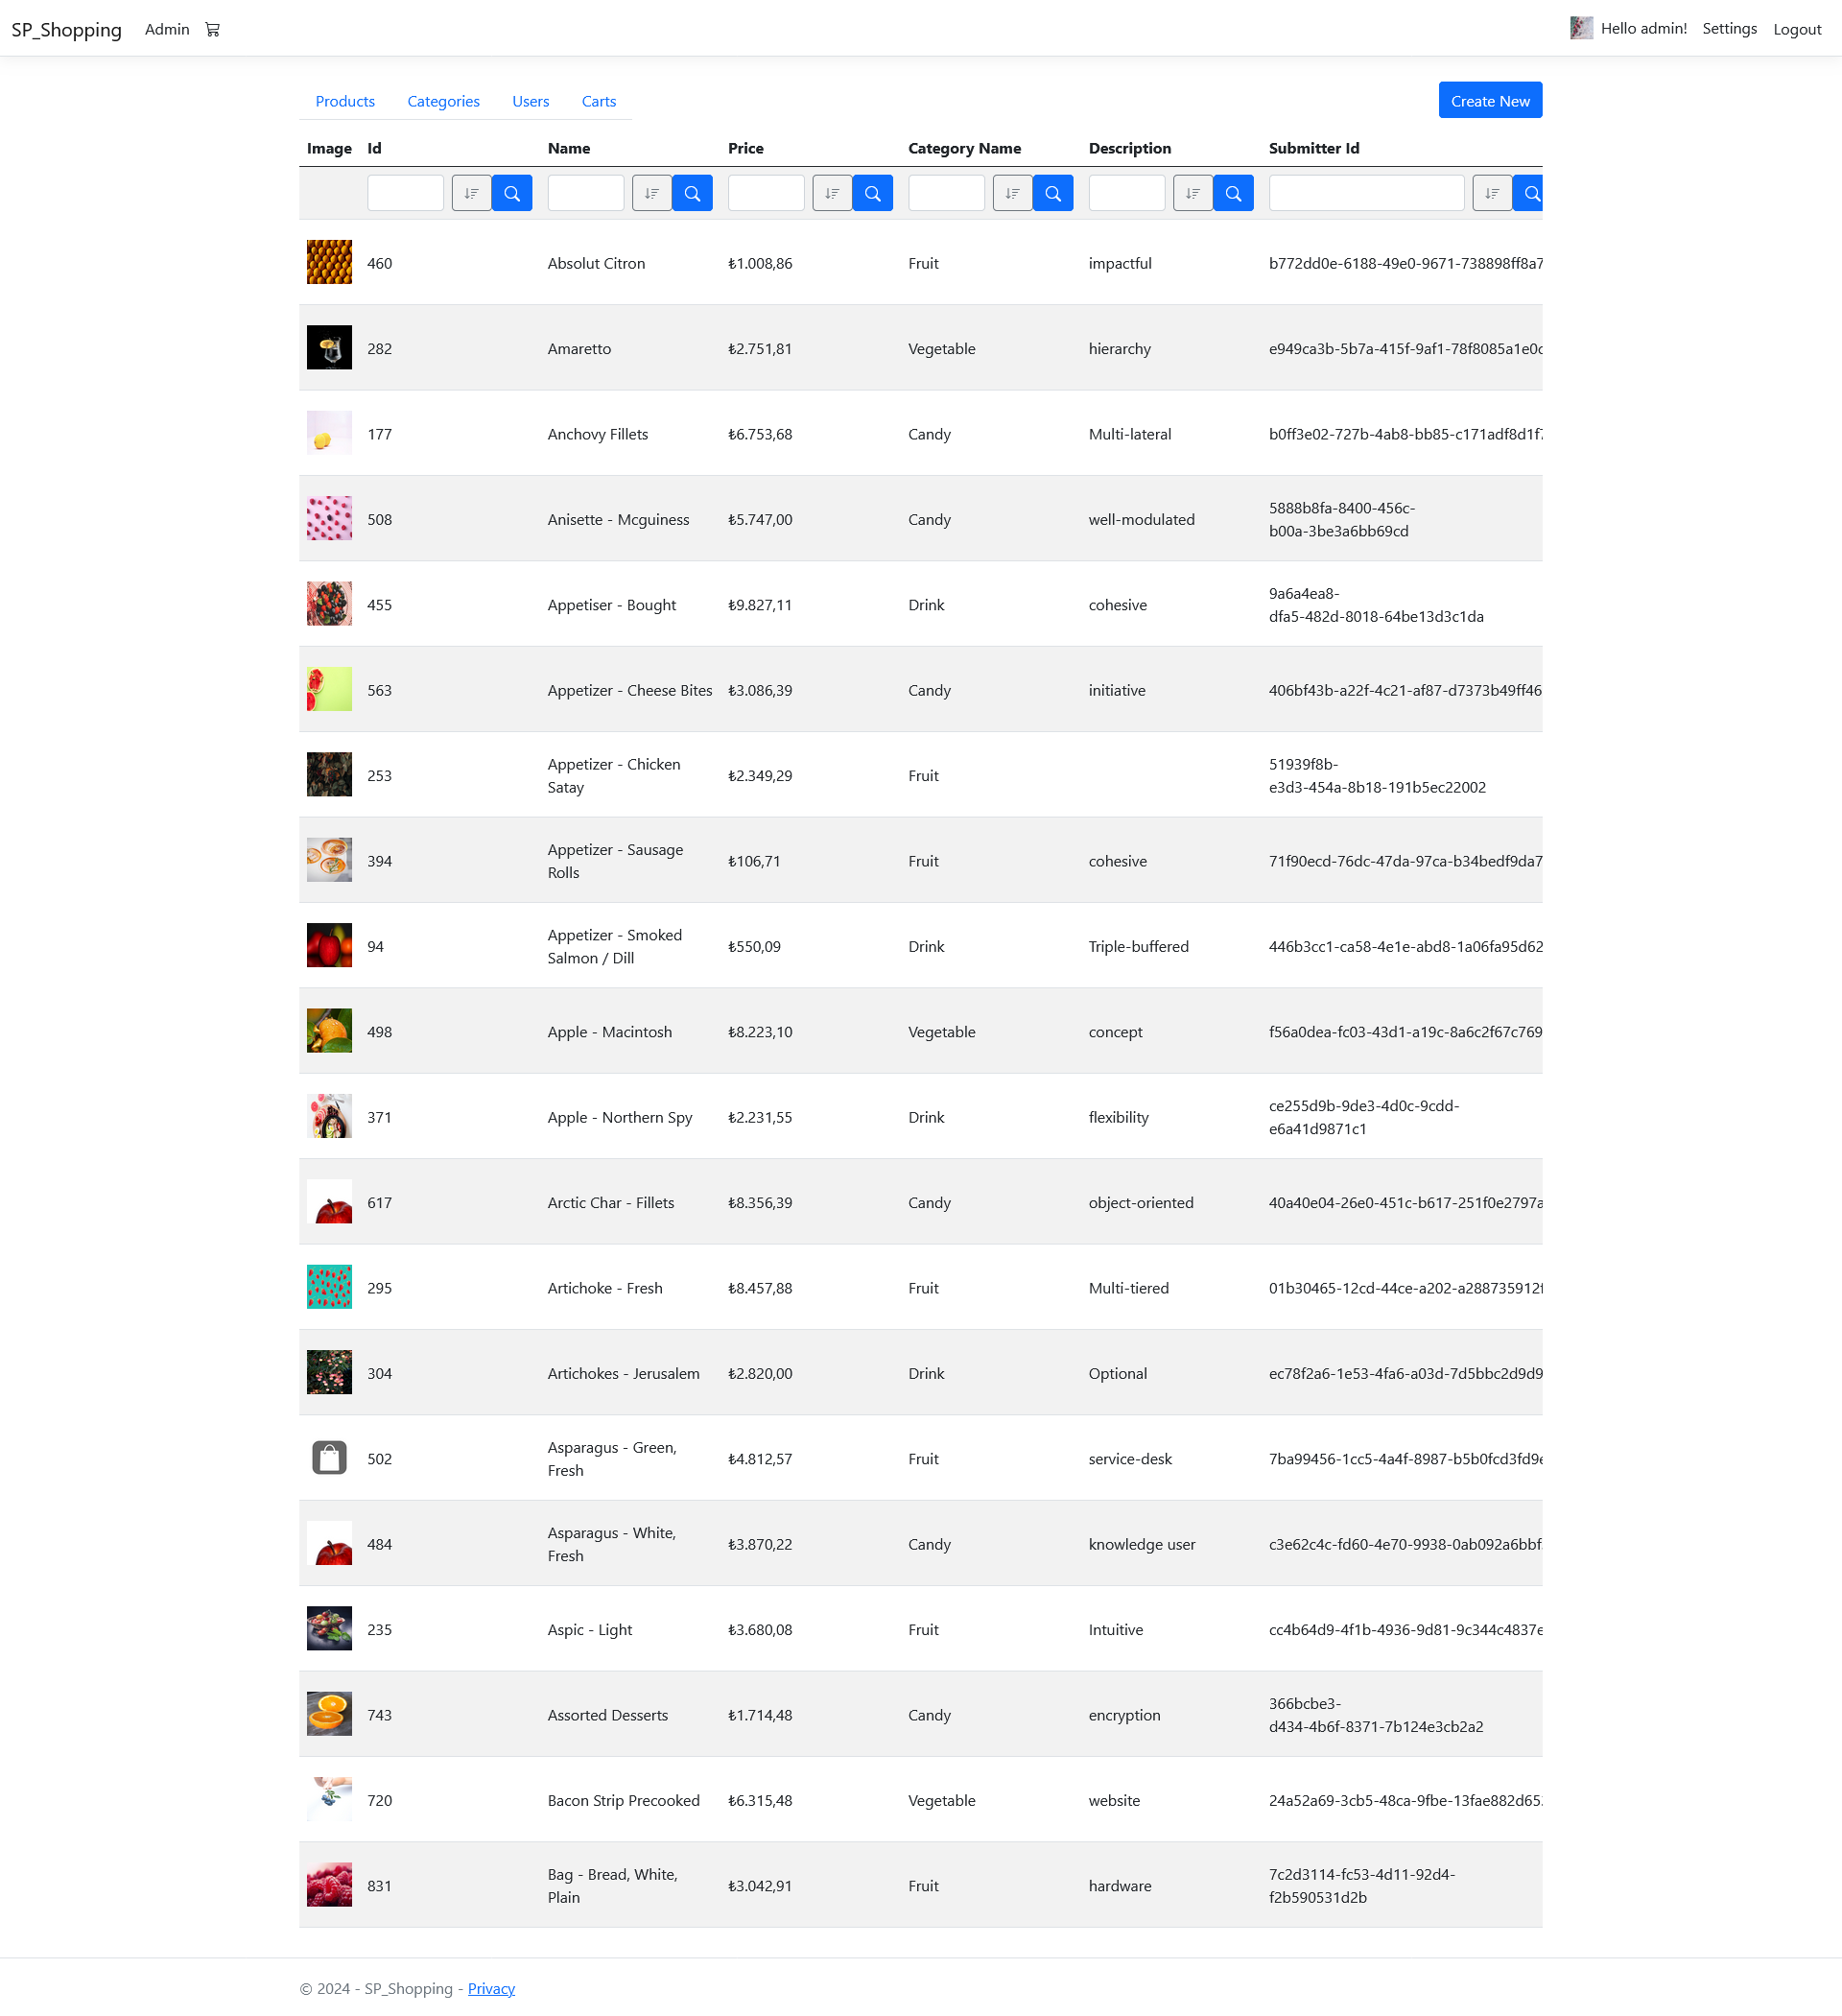 SP_Shopping Admin Hello admin! Settings Logout
Products Categories Users Carts Create New
Image Id Name Price Category Name Description Submitter Id
460 Absolut Citron ₺1.008,86 Fruit impactful b772dd0e-6188-49e0-9671-738898ff8a7
282 Amaretto ₺2.751,81 Vegetable hierarchy e949ca3b-5b7a-415f-9af1-78f8085a1e0
177 Anchovy Fillets ₺6.753,68 Candy Multi-lateral b0ff3e02-727b-4ab8-bb85-c171adf8d1f7
508 Anisette - Mcguiness ₺5.747,00 Candy well-modulated 5888b8fa-8400-456c-
b00a-3be3a6bb69cd
455 Appetiser - Bought ₺9.827,11 Drink cohesive 9a6a4ea8-
dfa5-482d-8018-64be13d3c1da
563 Appetizer - Cheese Bites ₺3.086,39 Candy initiative 406bf43b-a22f-4c21-af87-d7373b49ff46
253 Appetizer - Chicken
Satay ₺2.349,29 Fruit 51939f8b-
e3d3-454a-8b18-191b5ec22002
394 Appetizer - Sausage
Rolls ₺106,71 Fruit cohesive 71f90ecd-76dc-47da-97ca-b34bedf9da7
94 Appetizer - Smoked
Salmon / Dill ₺550,09 Drink Triple-buffered 446b3cc1-ca58-4e1e-abd8-1a06fa95d62
498 Apple - Macintosh ₺8.223,10 Vegetable concept f56a0dea-fc03-43d1-a19c-8a6c2f67c769
371 Apple - Northern Spy ₺2.231,55 Drink flexibility ce255d9b-9de3-4d0c-9cdd-
e6a41d9871c1
617 Arctic Char - Fillets ₺8.356,39 Candy object-oriented 40a40e04-26e0-451c-b617-251f0e2797a
295 Artichoke - Fresh ₺8.457,88 Fruit Multi-tiered 01b30465-12cd-44ce-a202-a288735912f
304 Artichokes - Jerusalem ₺2.820,00 Drink Optional ec78f2a6-1e53-4fa6-a03d-7d5bbc2d9d9
502 Asparagus - Green,
Fresh ₺4.812,57 Fruit service-desk 7ba99456-1cc5-4a4f-8987-b5b0fcd3fd9e
484 Asparagus - White,
Fresh ₺3.870,22 Candy knowledge user c3e62c4c-fd60-4e70-9938-0ab092a6bbf
235 Aspic - Light ₺3.680,08 Fruit Intuitive cc4b64d9-4f1b-4936-9d81-9c344c4837e
743 Assorted Desserts ₺1.714,48 Candy encryption 366bcbe3-
d434-4b6f-8371-7b124e3cb2a2
720 Bacon Strip Precooked ₺6.315,48 Vegetable website 24a52a69-3cb5-48ca-9fbe-13fae882d65
831 Bag - Bread, White,
Plain ₺3.042,91 Fruit hardware 7c2d3114-fc53-4d11-92d4-
f2b590531d2b
© 2024 - SP_Shopping - Privacy